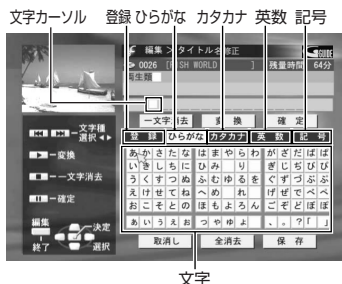 文字カーソル 登録 ひらがな カタカナ 英数 記号
編集 > タイトル名修正 GUIDE
0026 [FISH WORLD ] 残量時間 64分
両生類
一文字消去 変換 確定
文字種選択
登録 ひらがな カタカナ 英数 記号
ー変換
ー一文字消去
ー確定
あ か さ た な は ま や ら わ が ざ だ ば ぱ
い き し ち に ひ み り ぎ じ ぢ び ぴ
う く す つ ぬ ふ む ゆ る を ぐ ず づ ぶ ぷ
え け せ て ね へ め れ げ ぜ で べ ぺ
お こ そ と の ほ も よ ろ ん ご ぞ ど ぼ ぽ
ぁ ぃ ぅ ぇ ぉ っ ゃ ゅ ょ 、 。 ? 「 」
編集 決定
終了 選択
取消し 全消去 保存
文字